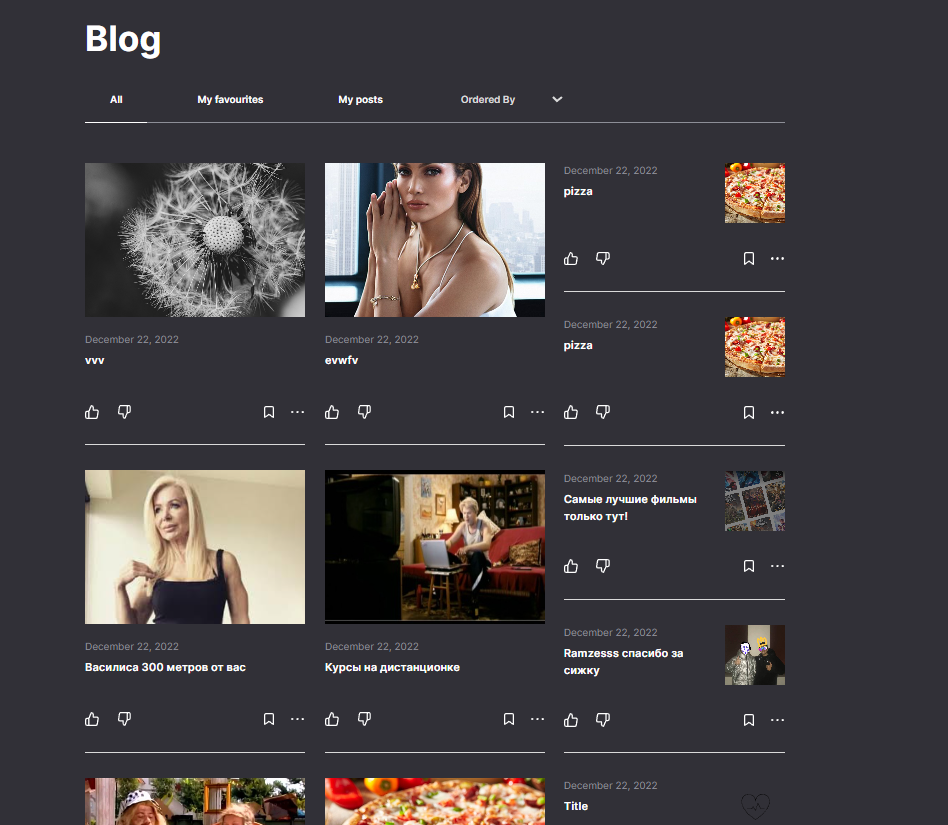 Blog
All
My favourites
My posts
Ordered By
December 22, 2022
vvv
December 22, 2022
evwfv
December 22, 2022
pizza
December 22, 2022
pizza
December 22, 2022
Василиса 300 метров от вас
December 22, 2022
Курсы на дистанционке
December 22, 2022
Самые лучшие фильмы
только тут!
December 22, 2022
Ramzesss спасибо за
сижку
December 22, 2022
Title